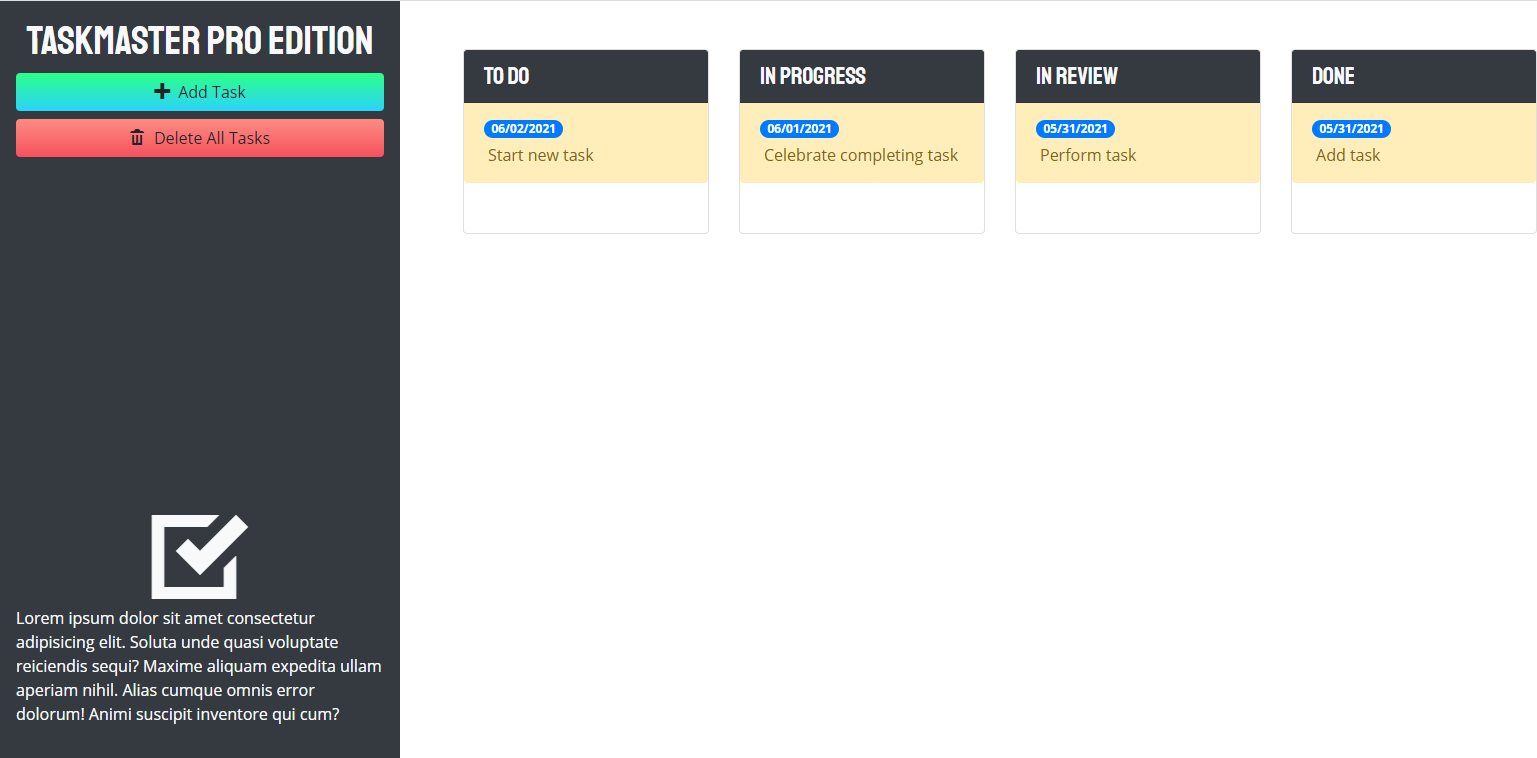 TASKMASTER PRO EDITION
Add Task
Delete All Tasks
Lorem ipsum dolor sit amet consectetur
adipisicing elit. Soluta unde quasi voluptate
reiciendis sequi? Maxime aliquam expedita ullam
aperiam nihil. Alias cumque omnis error
dolorum! Animi suscipit inventore qui cum?
TO DO
06/02/2021
Start new task
IN PROGRESS
06/01/2021
Celebrate completing task
IN REVIEW
05/31/2021
Perform task
DONE
05/31/2021
Add task